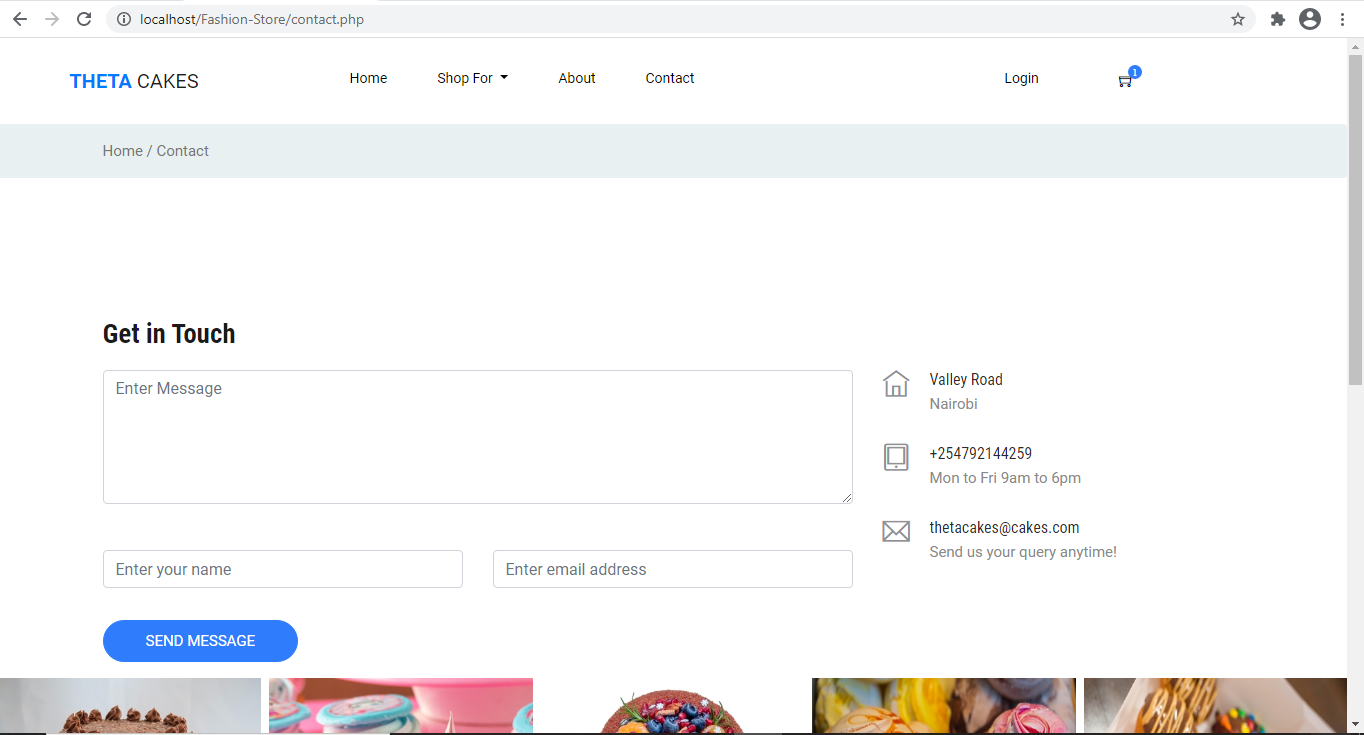 localhost/Fashion-Store/contact.php
THETA CAKES Home Shop For About Contact Login 1
Home / Contact
Get in Touch
Enter Message
Valley Road
Nairobi
+254792144259
Mon to Fri 9am to 6pm
thetacakes@cakes.com
Send us your query anytime!
Enter your name Enter email address
SEND MESSAGE